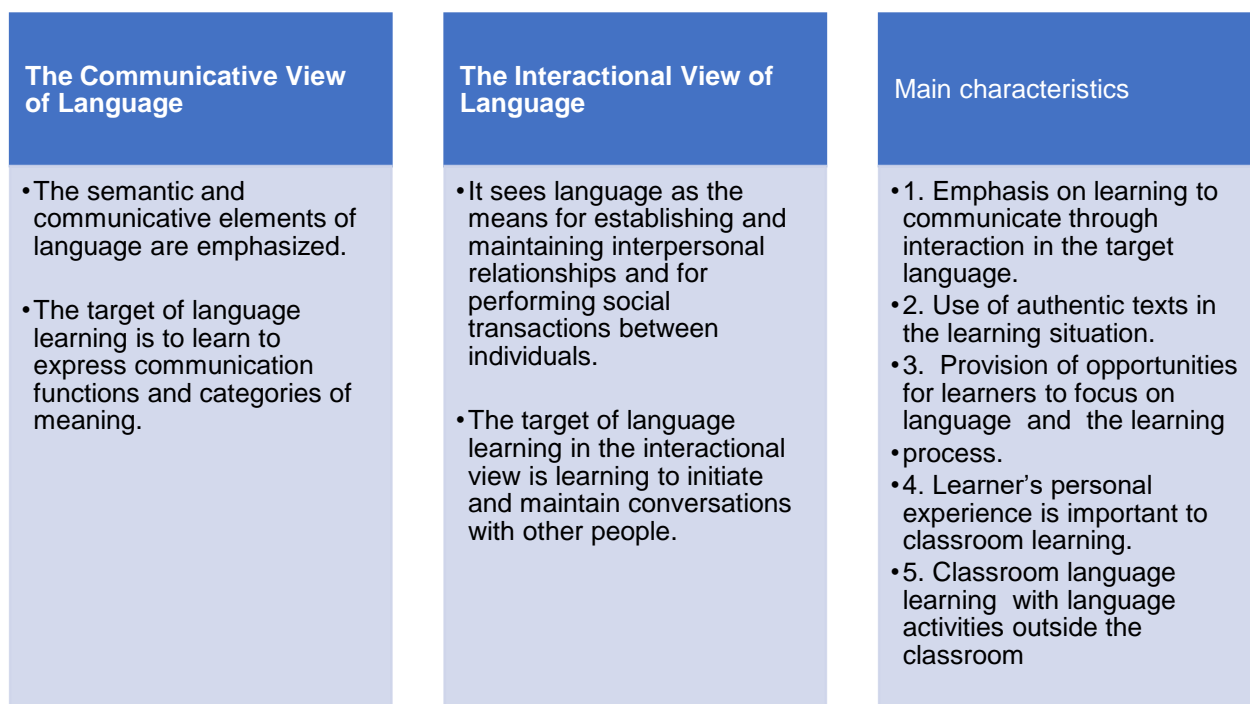 The Communicative View
of Language
•The semantic and
communicative elements of
language are emphasized.
•The target of language
learning is to learn to
express communication
functions and categories of
meaning.
The Interactional View of
Language
•It sees language as the
means for establishing and
maintaining interpersonal
relationships and for
performing social
transactions between
individuals.
•The target of language
learning in the interactional
view is learning to initiate
and maintain conversations
with other people.
Main characteristics
•1. Emphasis on learning to
communicate through
interaction in the target
language.
•2. Use of authentic texts in
the learning situation.
•3.  Provision of opportunities
for learners to focus on
language  and  the learning
•process.
•4. Learner’s personal
experience is important to
classroom learning.
•5. Classroom language
learning  with language
activities outside the
classroom